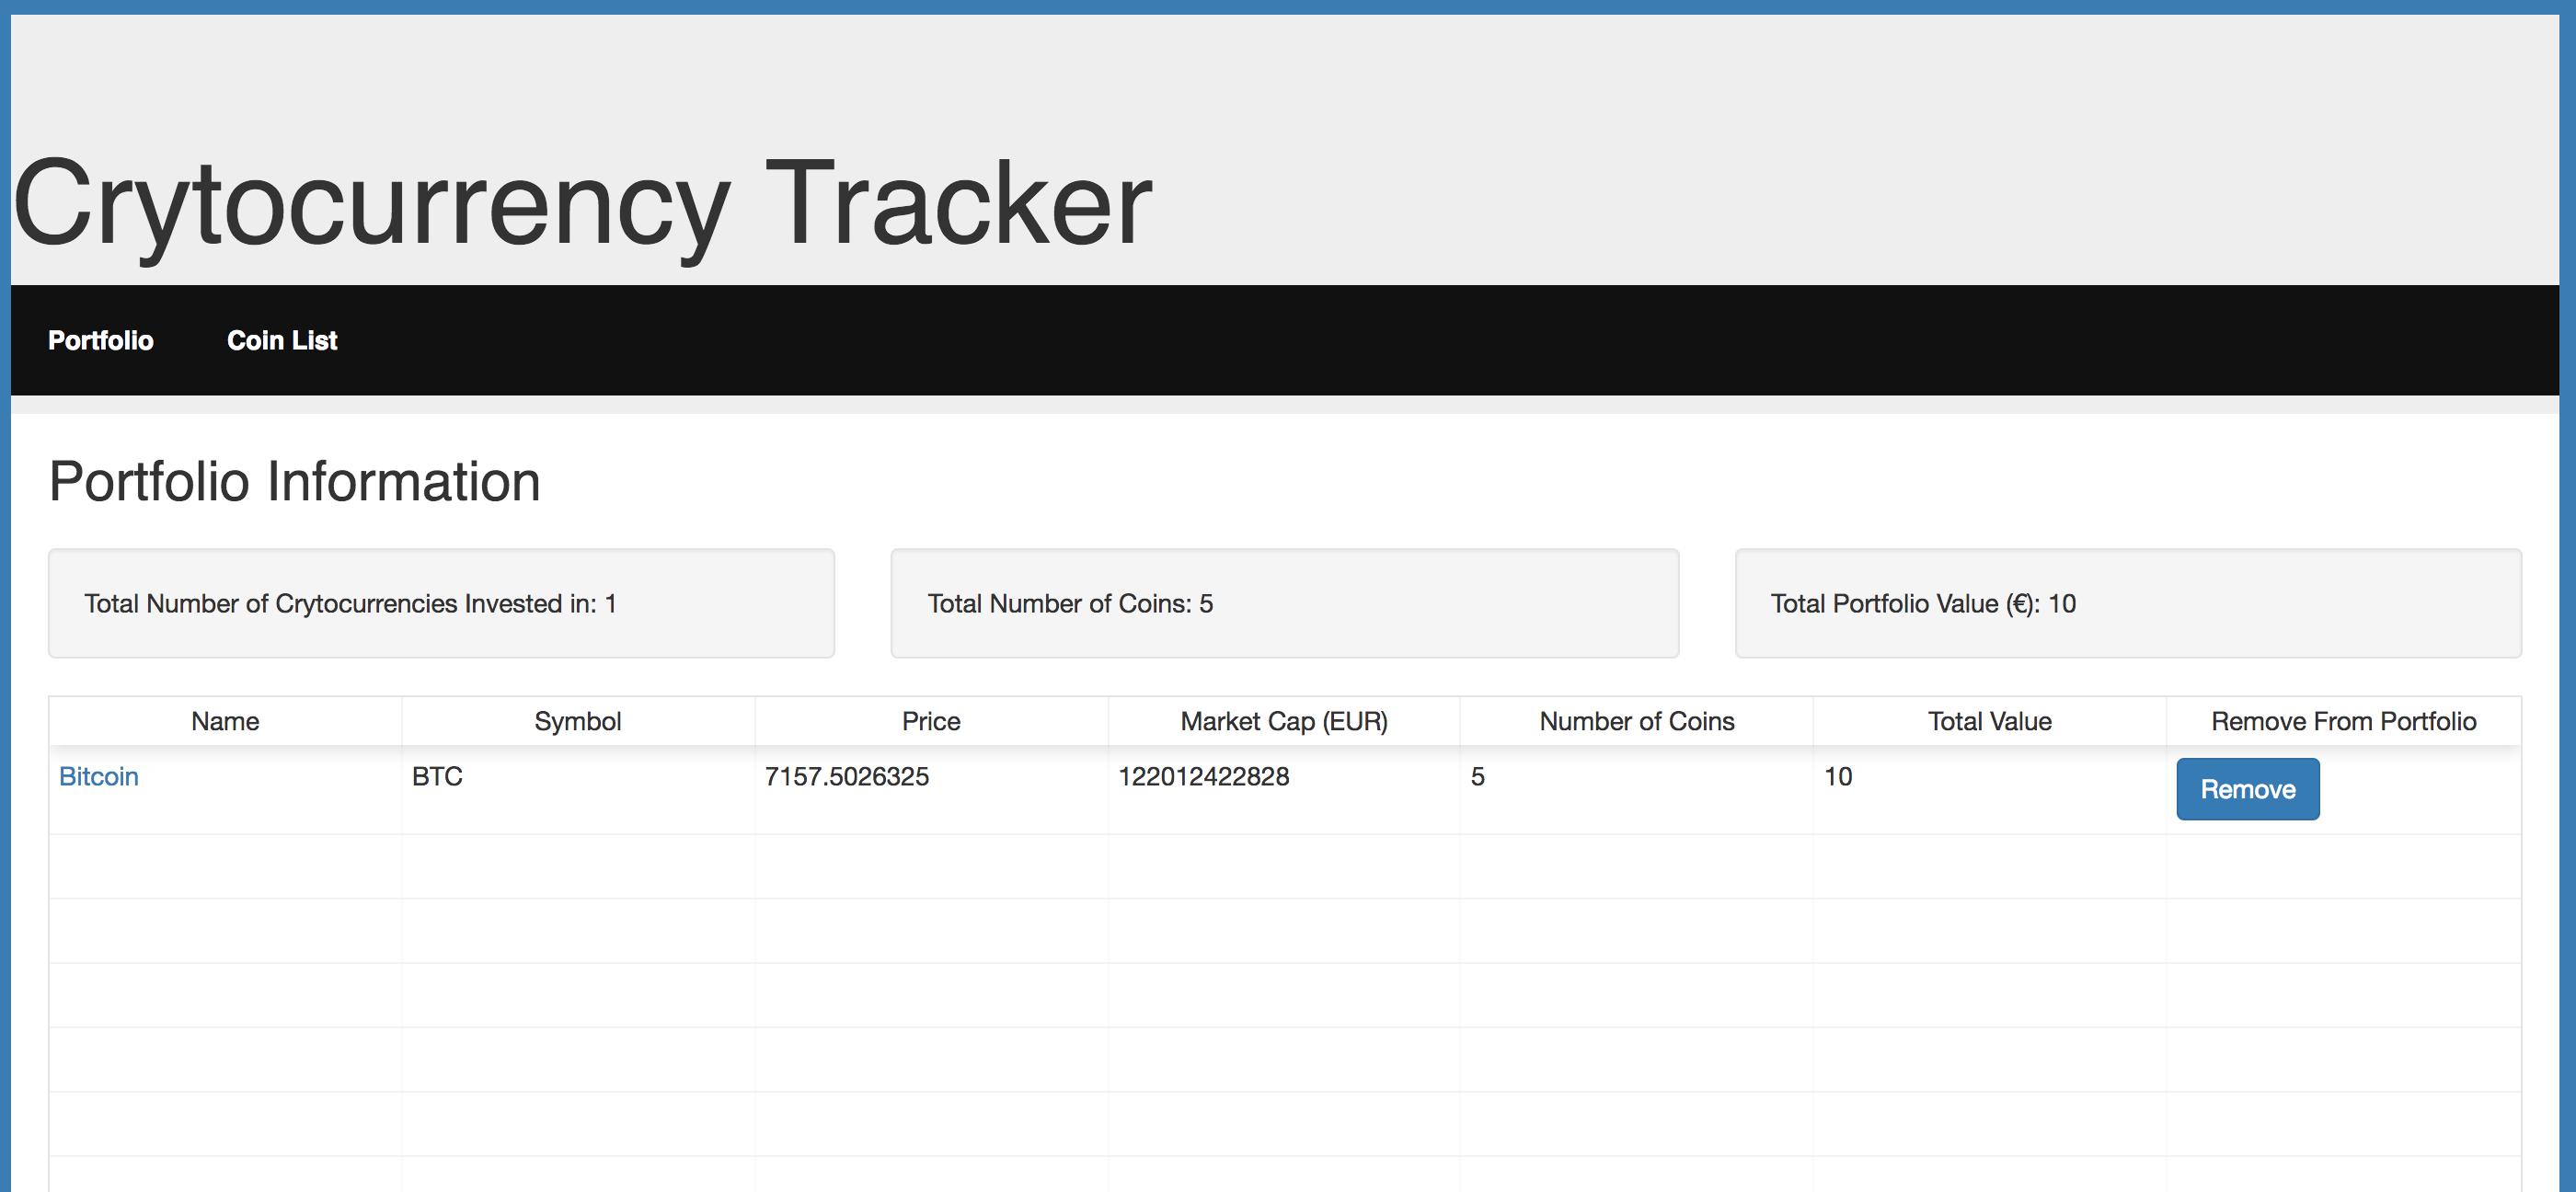 Crytocurrency Tracker
Portfolio Coin List
Portfolio Information
Total Number of Crytocurrencies Invested in: 1
Total Number of Coins: 5
Total Portfolio Value (€): 10
Name Symbol Price Market Cap (EUR) Number of Coins Total Value Remove From Portfolio
Bitcoin BTC 7157.5026325 122012422828 5 10 Remove